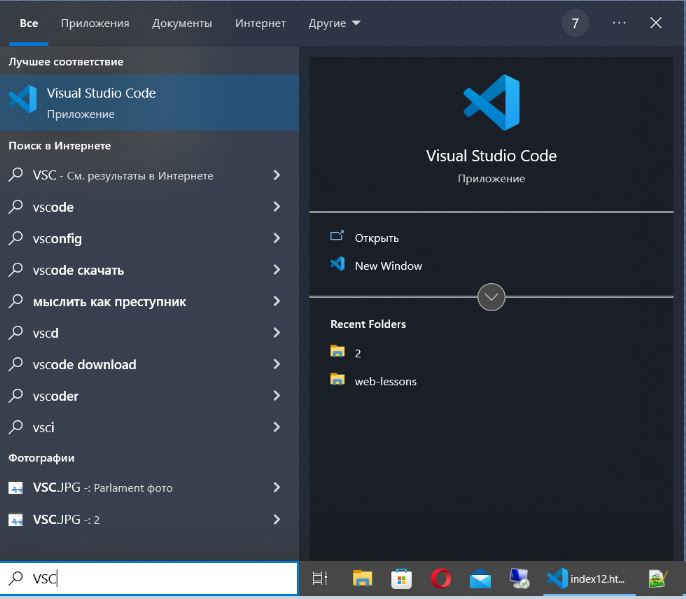 Все Приложения Документы Интернет Другие 7
Лучшее соответствие
Visual Studio Code
Приложение
Поиск в Интернете
VSC - См. результаты в Интернете
vscode
vsconfig
vscode скачать
мыслить как преступник
vscd
vscode download
vscoder
vsci
Фотографии
VSC.JPG -: Parlament фото
VSC.JPG -: 2
VSC
Visual Studio Code
Приложение
Открыть
New Window
Recent Folders
2
web-lessons
index12.ht...